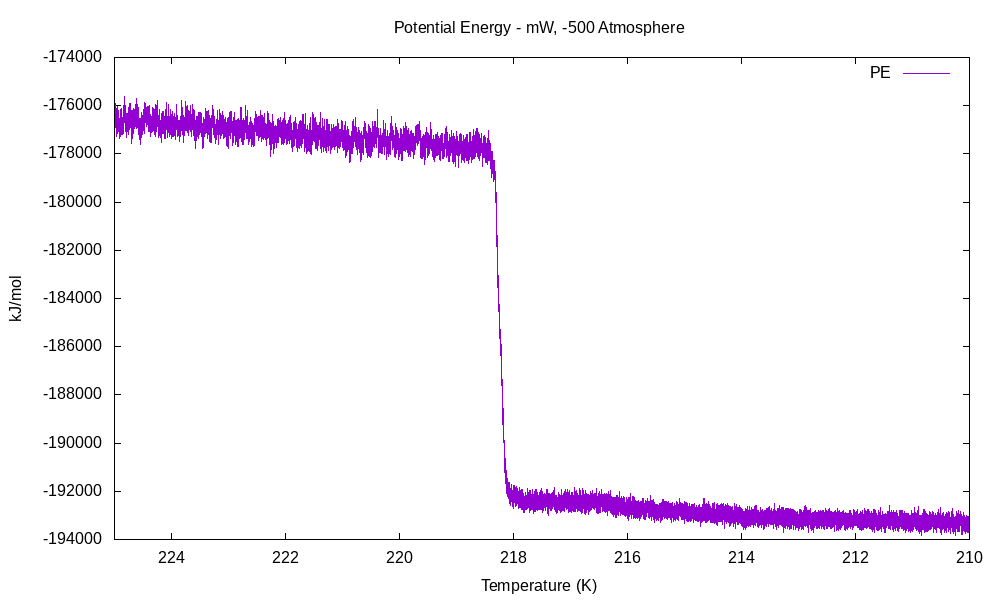 Potential Energy - mW, -500 Atmosphere
PE
-174000
-176000
-178000
-180000
-182000
-184000
-186000
-188000
-190000
-192000
-194000
kJ/mol
224 222 220 218 216 214 212 210
Temperature (K)